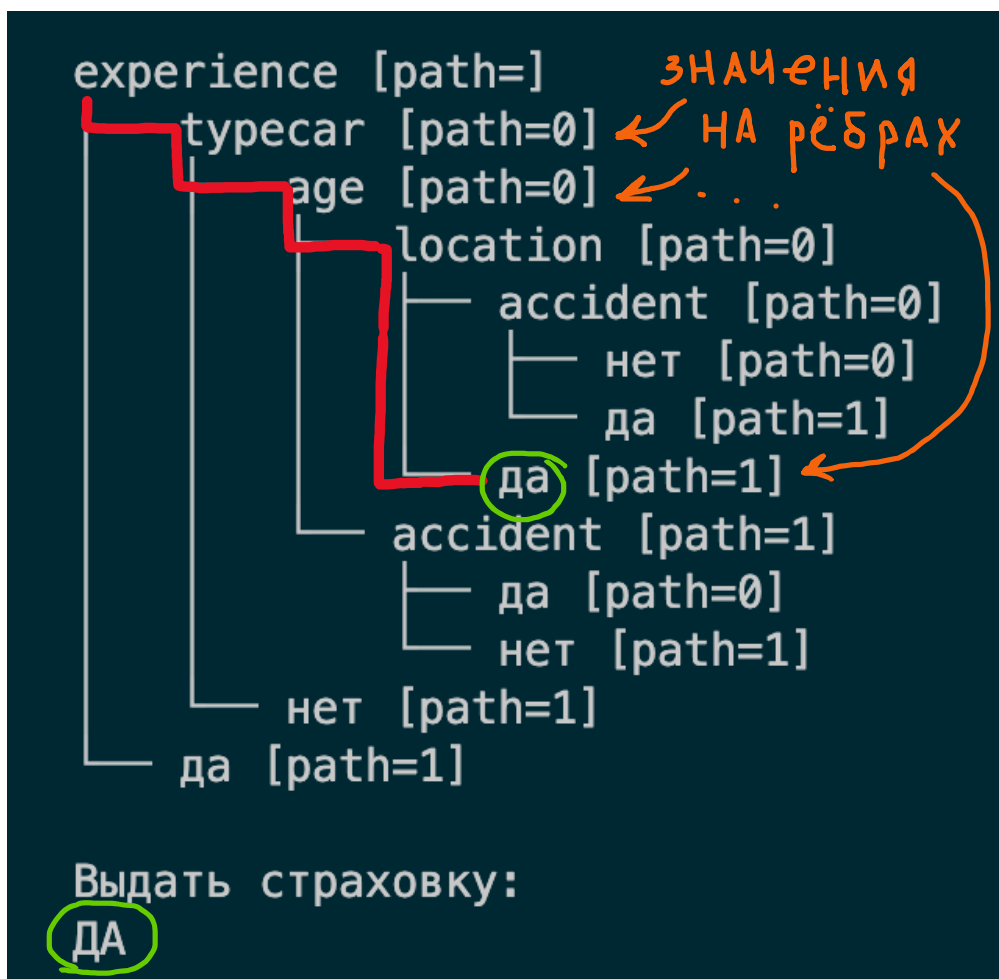 experience [path=] значения
typecar [path=0] на рёбрах
age [path=0] . . .
location [path=0]
accident [path=0]
нет [path=0]
да [path=1]
да [path=1]
accident [path=1]
да [path=0]
нет [path=1]
нет [path=1]
да [path=1]
Выдать страховку:
ДА